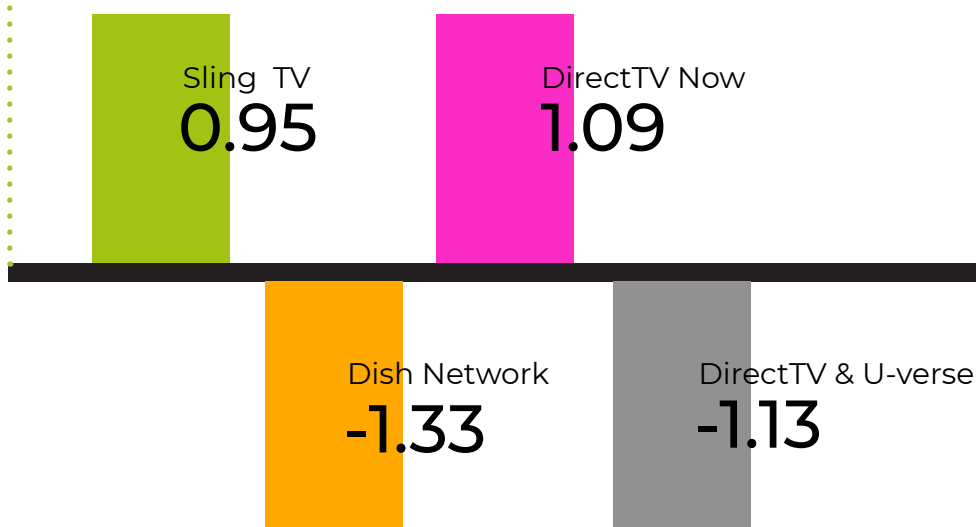 Sling TV
0.95
DirectTV Now
1.09
Dish Network
-1.33
DirectTV & U-verse
-1.13